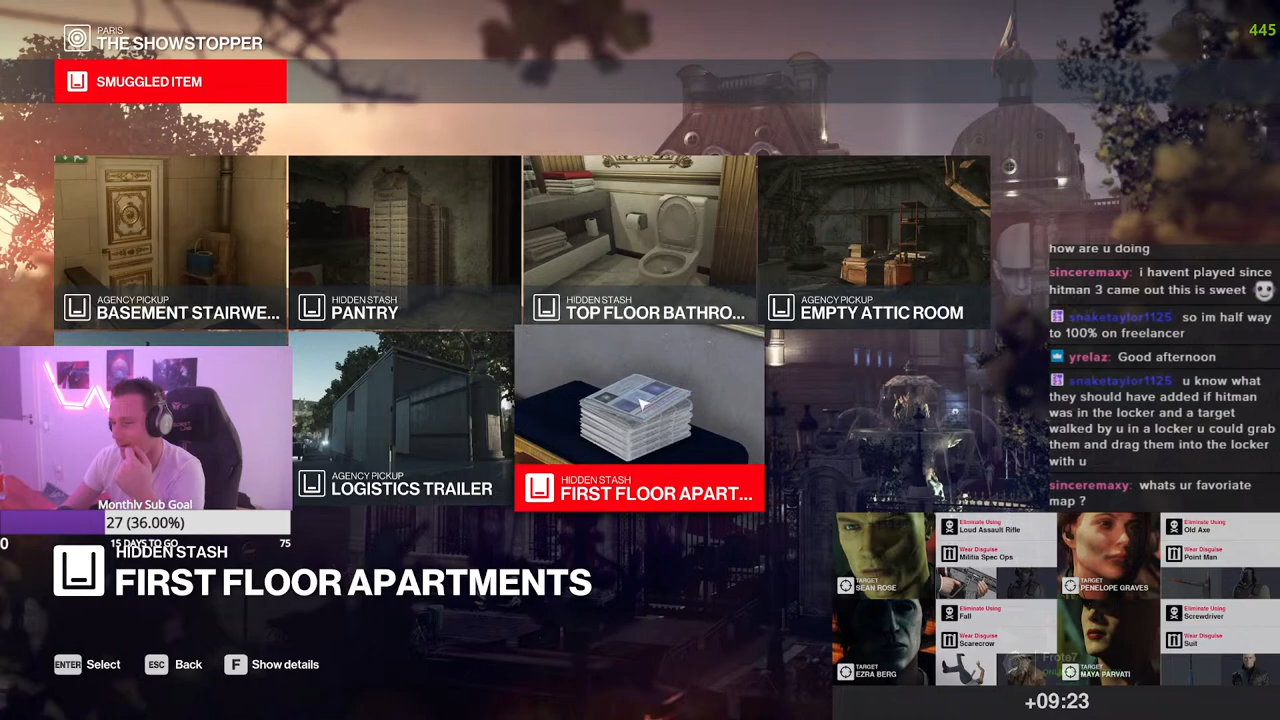 PARIS
THE SHOWSTOPPER
445
SMUGGLED ITEM
AGENCY PICKUP
BASEMENT STAIRWE...
HIDDEN STASH
PANTRY
HIDDEN STASH
TOP FLOOR BATHRO...
AGENCY PICKUP
EMPTY ATTIC ROOM
AGENCY PICKUP
LOGISTICS TRAILER
HIDDEN STASH
FIRST FLOOR APART...
how are u doing
sinceremaxy: i havent played since
hitman 3 came out this is sweet
snaketaylor1125 so im half way
to 100% on freelancer
yrelaz: Good afternoon
snaketaylor1125 u know what
they should have added if hitman
was in the locker and a target
walked by u in a locker u could grab
them and drag them into the locker
with u
sinceremaxy: whats ur favoriate
map ?
Monthly Sub Goal
27 (36.00%)
0
15 DAYS TO GO
75
HIDDEN STASH
FIRST FLOOR APARTMENTS
ENTER Select
ESC Back
F Show details
TARGET
SEAN ROSE
Eliminate Using
Loud Assault Rifle
Wear Disguise
Militia Spec Ops
TARGET
PENELOPE GRAVES
Eliminate Using
Old Axe
Wear Disguise
Point Man
TARGET
EZRA BERG
Eliminate Using
Fall
Wear Disguise
Scarecrow
TARGET
MAYA PARVATI
Eliminate Using
Screwdriver
Wear Disguise
Suit
Frote7
+09:23